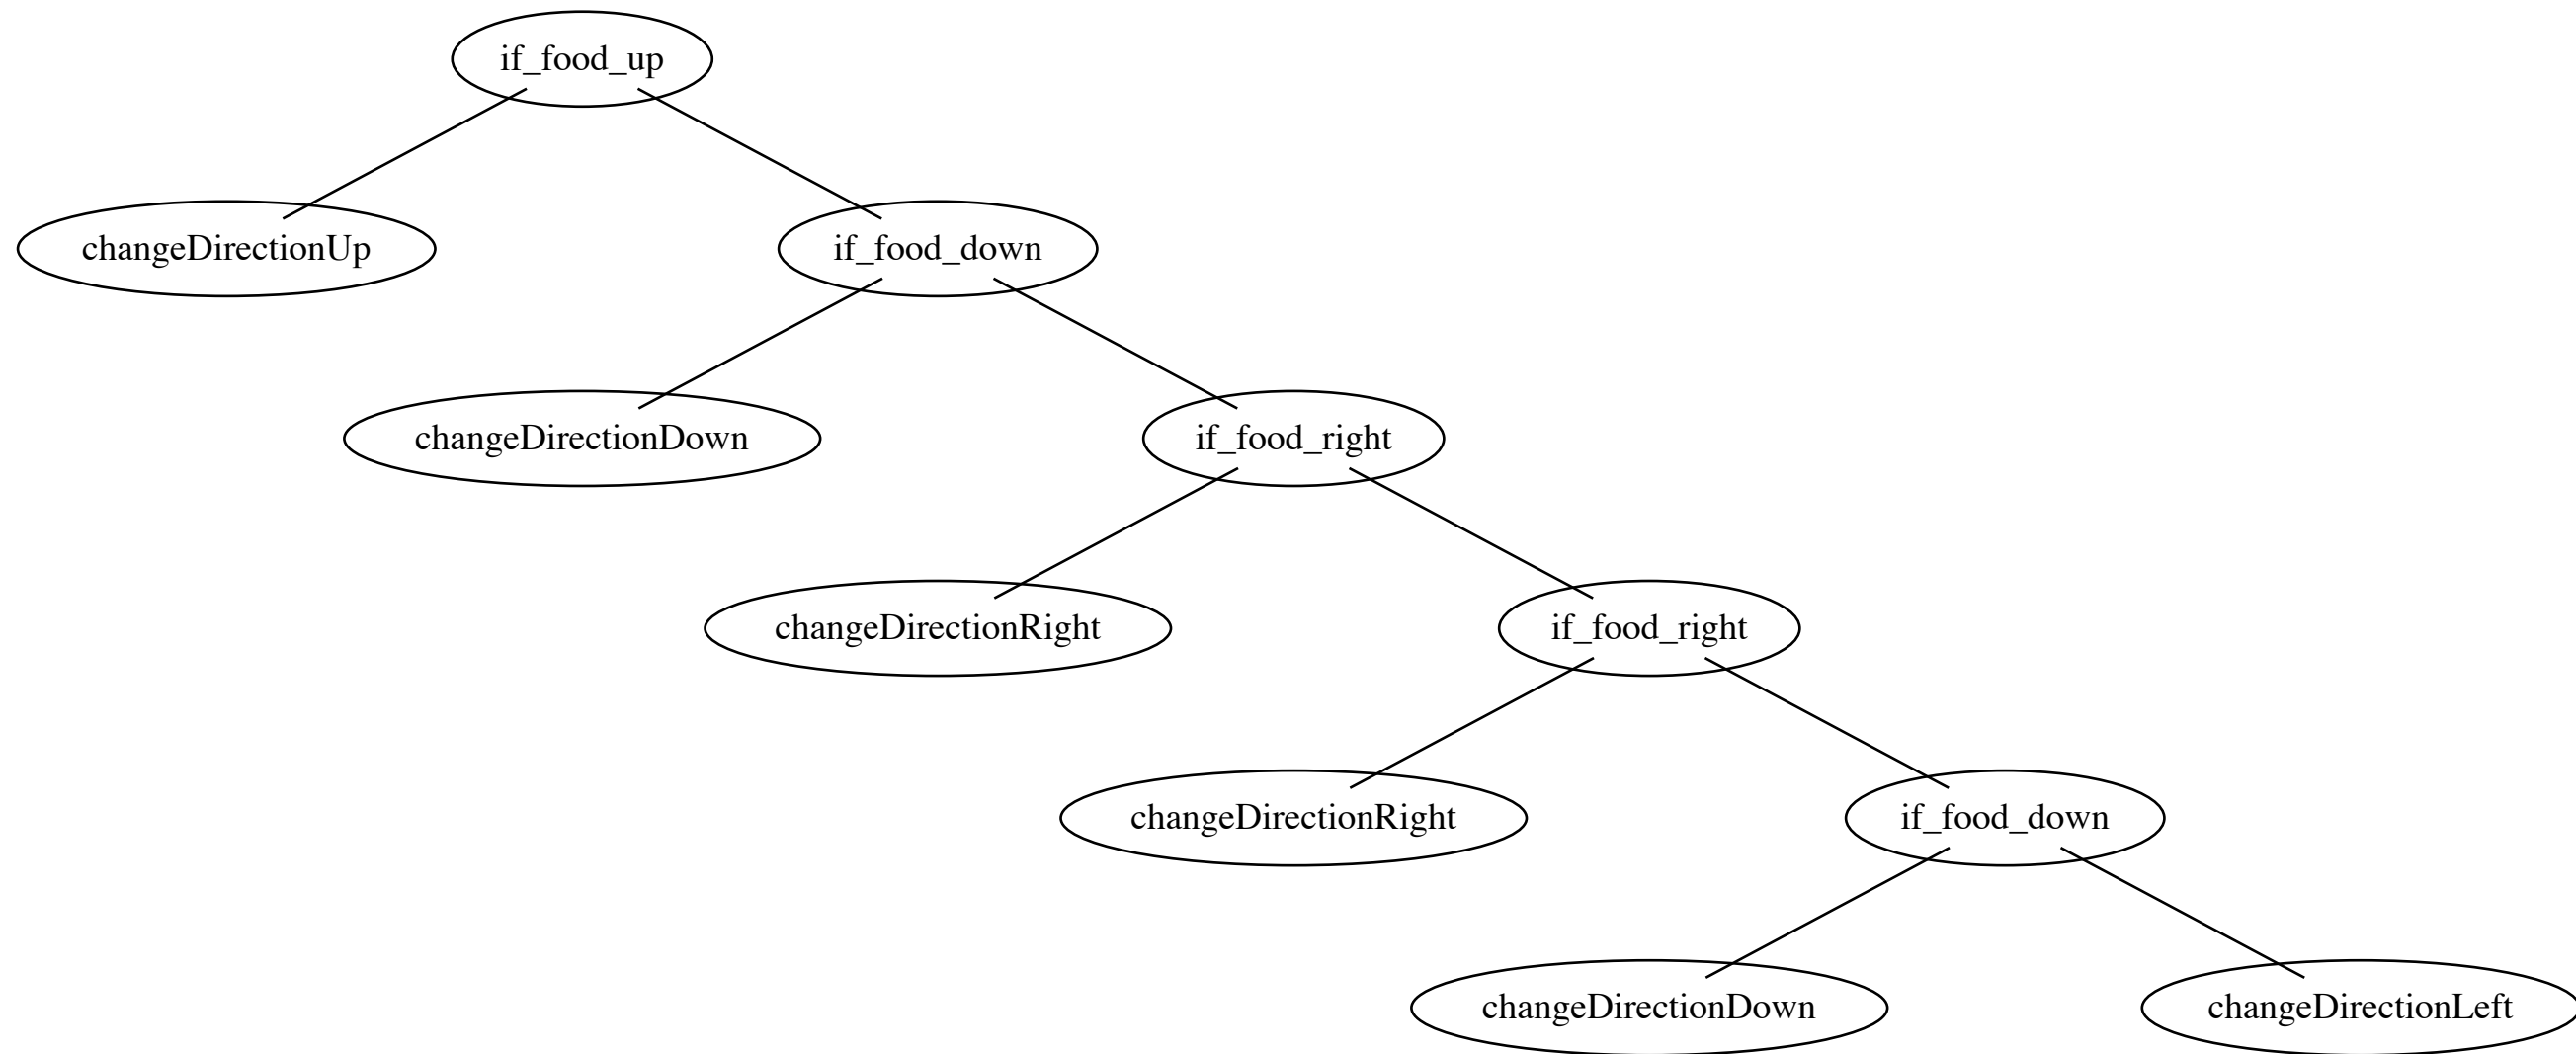 if_food_up
changeDirectionUp
if_food_down
changeDirectionDown
if_food_right
changeDirectionRight
if_food_right
changeDirectionRight
if_food_down
changeDirectionDown
changeDirectionLeft